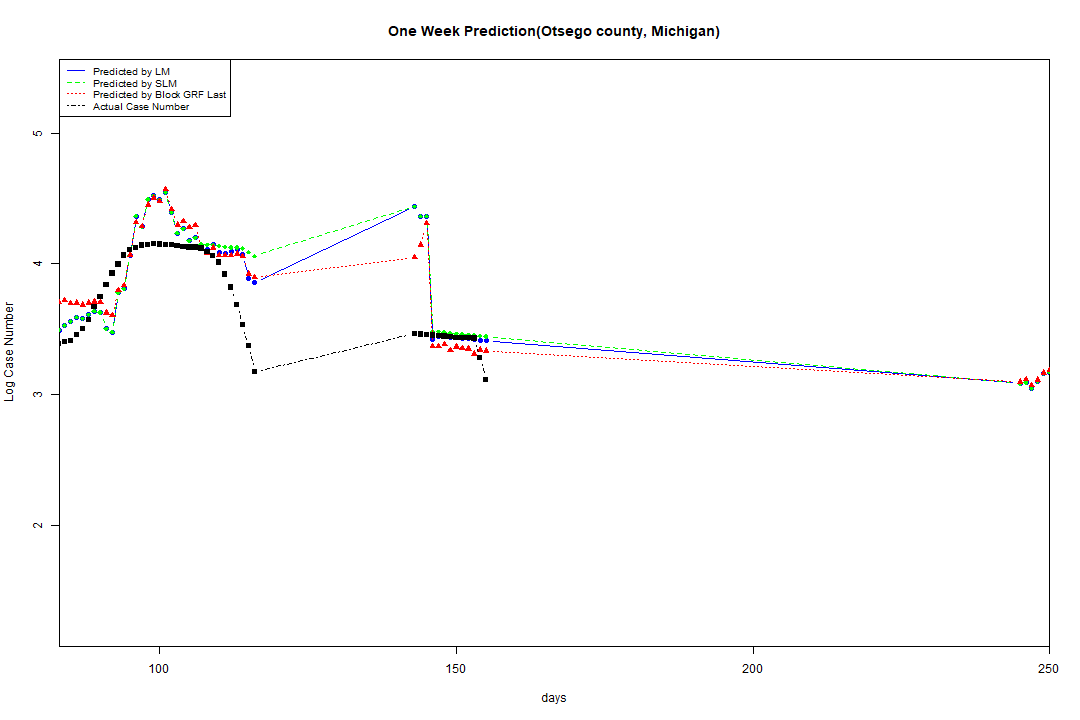 One Week Prediction(Otsego county, Michigan)
Predicted by LM
Predicted by SLM
Predicted by Block GRF Last
Actual Case Number
5
4
3
2
Log Case Number
100 150 200 250
days